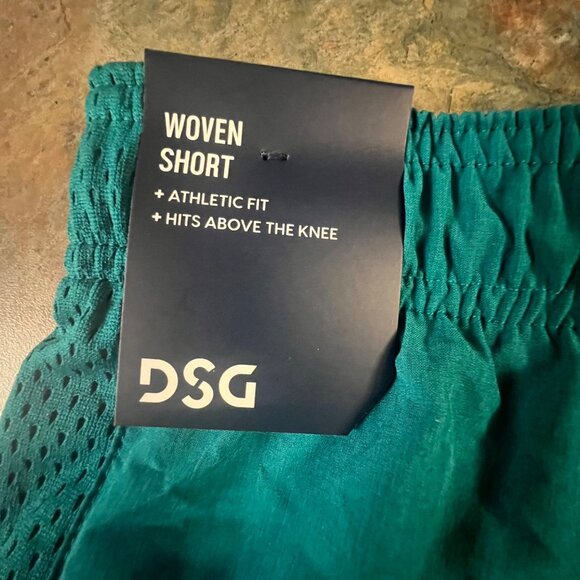 WOVEN
SHORT
+ ATHLETIC FIT
+ HITS ABOVE THE KNEE
DSG